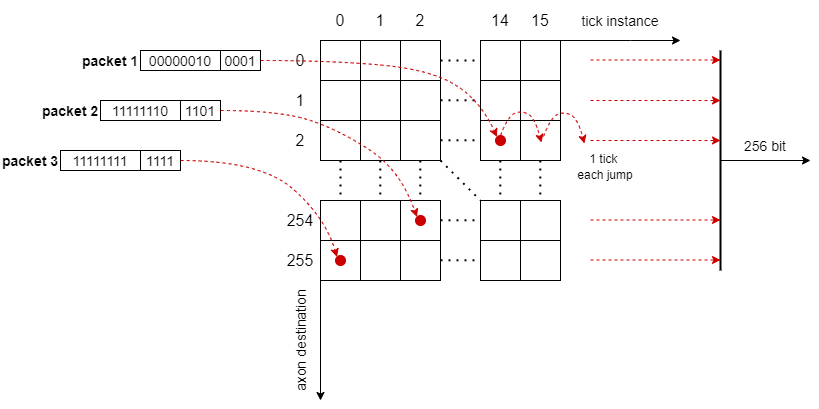 0 1 2 14 15 tick instance
packet 1 00000010 0001
0
packet 2 11111110 1101
1
packet 3 11111111 1111
2
1 tick
each jump
256 bit
254
255
axon destination